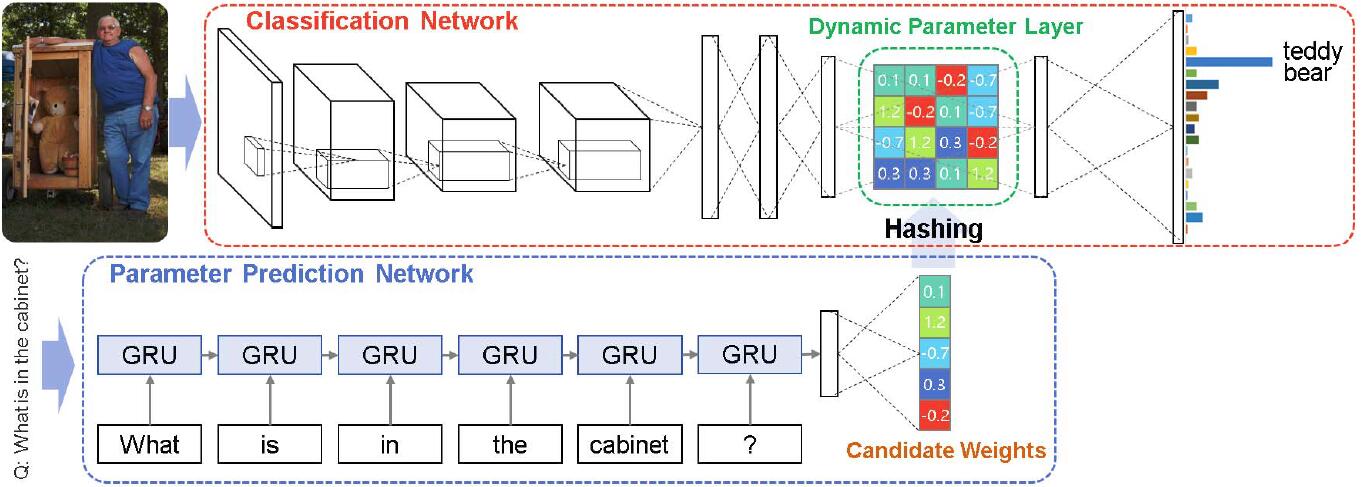 Classification Network
Dynamic Parameter Layer
teddy
bear
0.1 0.1 -0.2 -0.7
1.2 -0.2 0.1 -0.7
-0.7 1.2 0.3 -0.2
0.3 0.3 0.1 1.2
Hashing
Q: What is in the cabinet?
Parameter Prediction Network
GRU GRU GRU GRU GRU GRU
What is in the cabinet ?
0.1
1.2
-0.7
0.3
-0.2
Candidate Weights